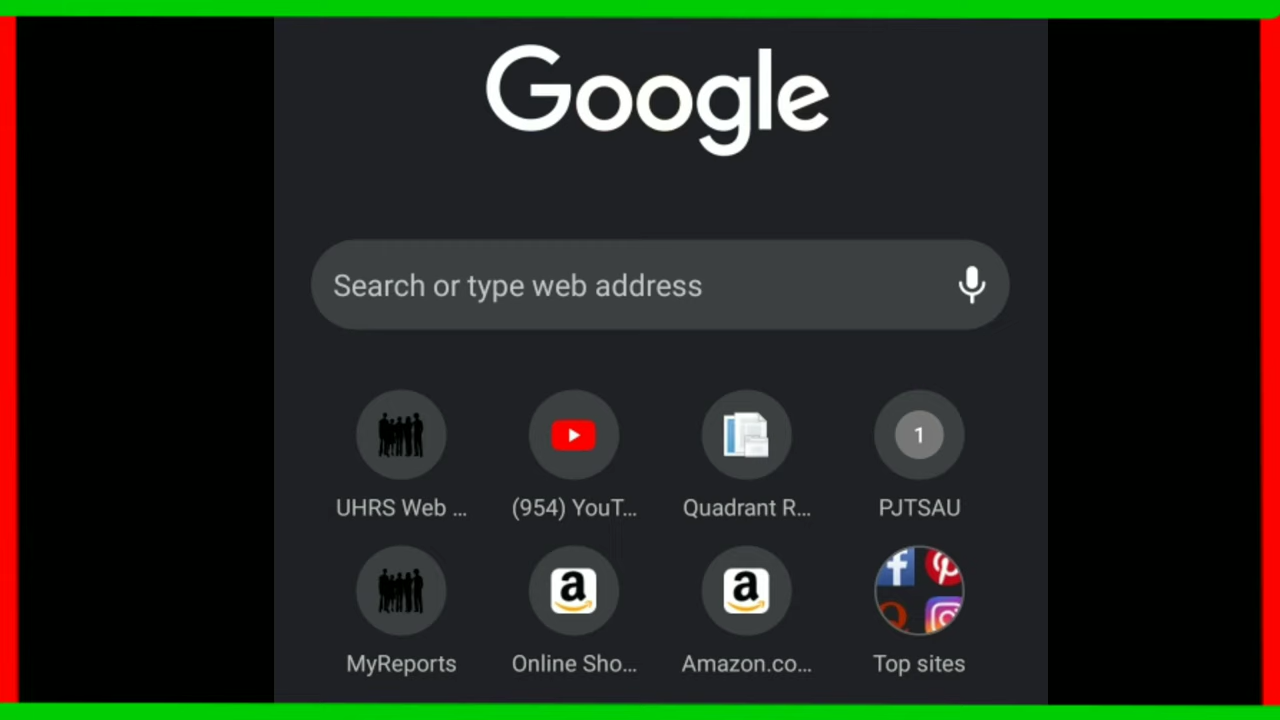 Google
Search or type web address
1
UHRS Web ...
(954) YouT...
Quadrant R...
PJTSAU
a
a
MyReports
Online Sho...
Amazon.co...
Top sites